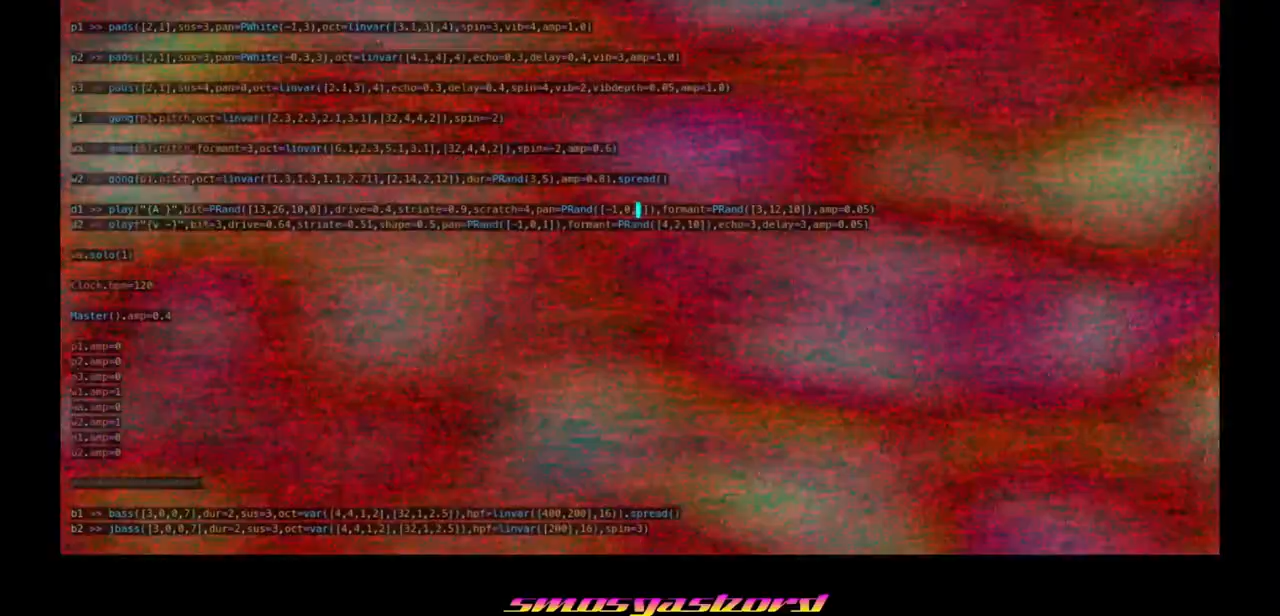 p1 >> pads([2,1],sus=3,pan=PWhite(-1,3),oct=linvar([3.1,3],4),spin=3,vib=4,amp=1.0)
p2 >> pads([2,1],sus=3,pan=PWhite(-0.3,3),oct=linvar([4.1,4],4),echo=0.3,delay=0.4,vib=3,amp=1.0)
p3 >> pads([2,1],sus=4,pan=0,oct=linvar([2.1,3],4),echo=0.3,delay=0.4,spin=4,vib=2,vibdepth=0.05,amp=1.0)
w1 >> gong(p1.pitch,oct=linvar([2.3,2.3,2.1,3.1],[32,4,4,2]),spin=-2)
wa >> gong(p1.pitch,formant=3,oct=linvar([6.1,2.3,5.1,3.1],[32,4,4,2]),spin=-2,amp=0.6)
w2 >> gong(p1.pitch,oct=linvar([1.3,1.3,1.1,2.71],[2,14,2,12]),dur=PRand(3,5),amp=0.8).spread()
d1 >> play("{A }",bit=PRand([13,26,10,0]),drive=0.4,striate=0.9,scratch=4,pan=PRand([-1,0,]),formant=PRand([3,12,10]),amp=0.05)
d2 >> play("{v -}",bit=3,drive=0.64,striate=0.51,shape=0.5,pan=PRand([-1,0,1]),formant=PRand([4,2,10]),echo=3,delay=3,amp=0.05)
wa.solo(1)
Clock.bpm=120
Master().amp=0.4
p1.amp=0
p2.amp=0
p3.amp=0
w1.amp=1
wa.amp=0
w2.amp=1
d1.amp=0
d2.amp=0
b1 >> bass([3,0,0,7],dur=2,sus=3,oct=var([4,4,1,2],[32,1,2.5]),hpf=linvar([400,200],16)).spread()
b2 >> jbass([3,0,0,7],dur=2,sus=3,oct=var([4,4,1,2],[32,1,2.5]),hpf=linvar([200],16),spin=3)